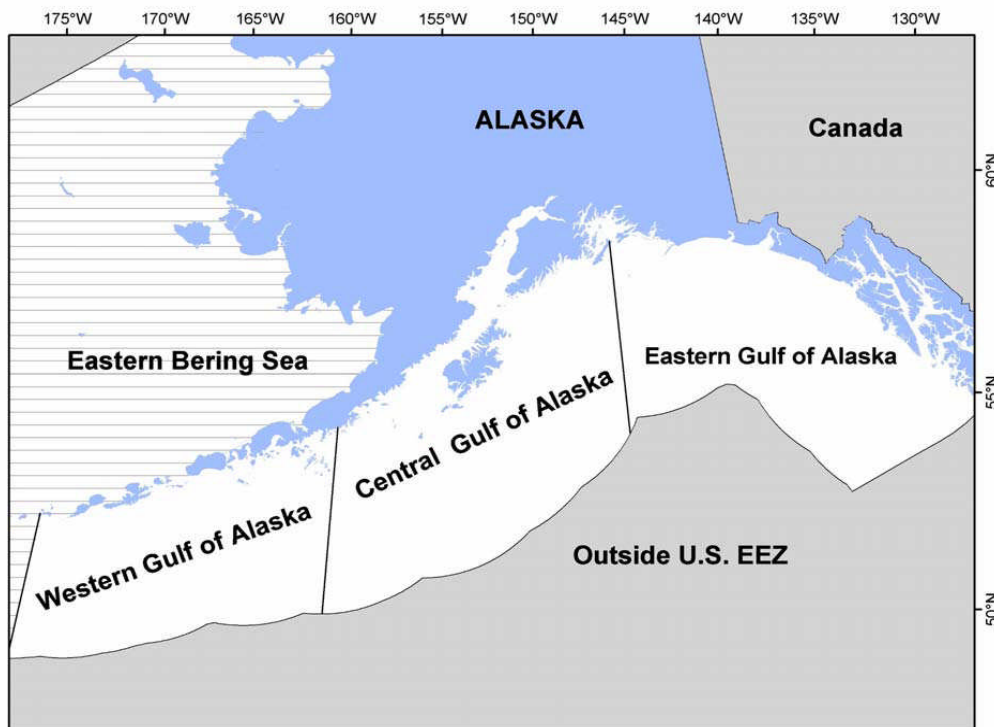 175°W 170°W 165°W 160°W 155°W 150°W 145°W 140°W 135°W 130°W
ALASKA
Canada
60°N
Eastern Bering Sea
Eastern Gulf of Alaska
55°N
Central Gulf of Alaska
Western Gulf of Alaska
Outside U.S. EEZ
50°N